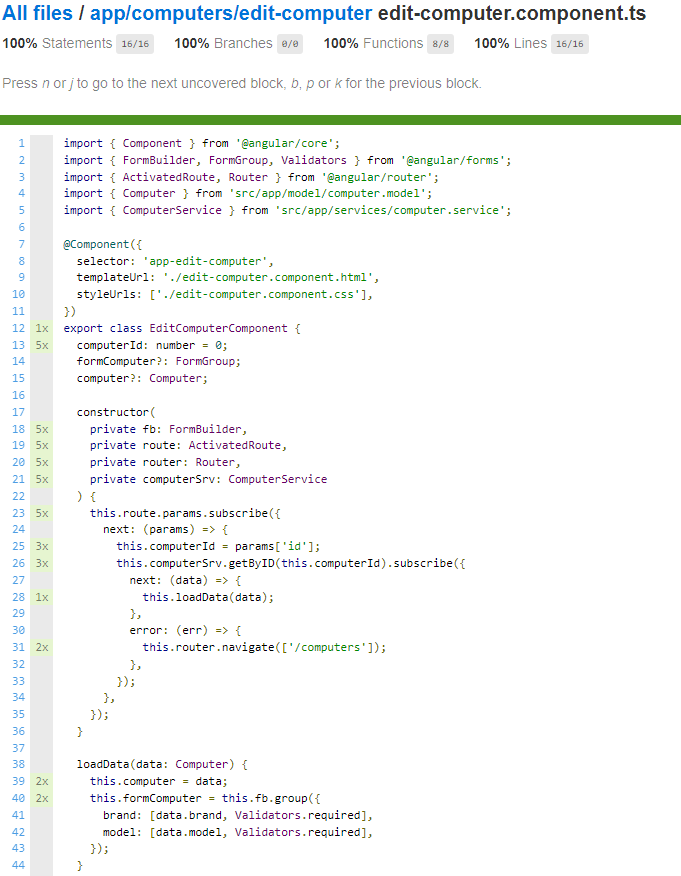 All files / app/computers/edit-computer edit-computer.component.ts
100% Statements 16/16 100% Branches 0/0 100% Functions 8/8 100% Lines 16/16
Press n or j to go to the next uncovered block, b, p or k for the previous block.
1 import { Component } from '@angular/core';
2 import { FormBuilder, FormGroup, Validators } from '@angular/forms';
3 import { ActivatedRoute, Router } from '@angular/router';
4 import { Computer } from 'src/app/model/computer.model';
5 import { ComputerService } from 'src/app/services/computer.service';
6
7 @Component({
8   selector: 'app-edit-computer',
9   templateUrl: './edit-computer.component.html',
10   styleUrls: ['./edit-computer.component.css'],
11 })
12 1x export class EditComputerComponent {
13 5x   computerId: number = 0;
14   formComputer?: FormGroup;
15   computer?: Computer;
16
17   constructor(
18 5x     private fb: FormBuilder,
19 5x     private route: ActivatedRoute,
20 5x     private router: Router,
21 5x     private computerSrv: ComputerService
22   ) {
23 5x     this.route.params.subscribe({
24       next: (params) => {
25 3x         this.computerId = params['id'];
26 3x         this.computerSrv.getByID(this.computerId).subscribe({
27           next: (data) => {
28 1x             this.loadData(data);
29           },
30           error: (err) => {
31 2x             this.router.navigate(['/computers']);
32           },
33         });
34       },
35     });
36   }
37
38   loadData(data: Computer) {
39 2x     this.computer = data;
40 2x     this.formComputer = this.fb.group({
41       brand: [data.brand, Validators.required],
42       model: [data.model, Validators.required],
43     });
44   }